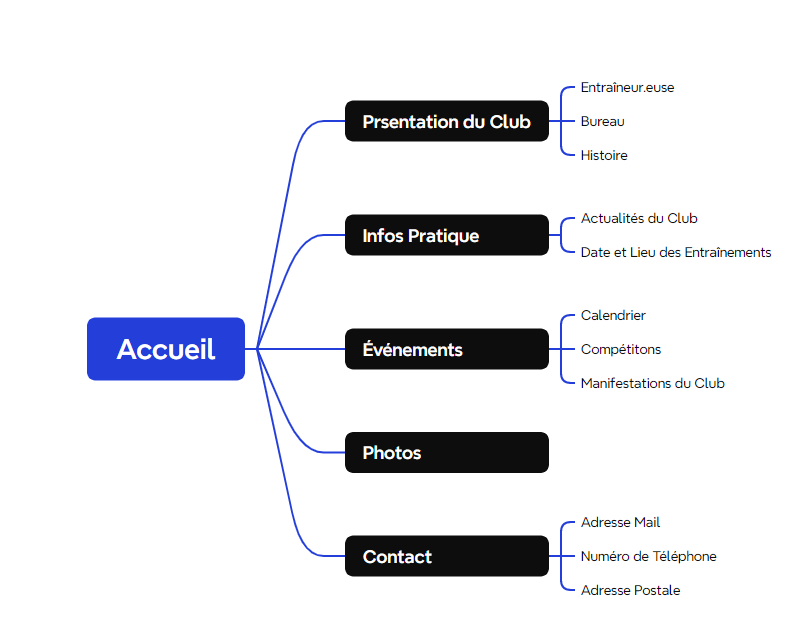 Accueil
Prsentation du Club
Entraîneur.euse
Bureau
Histoire
Infos Pratique
Actualités du Club
Date et Lieu des Entraînements
Événements
Calendrier
Compétitons
Manifestations du Club
Photos
Contact
Adresse Mail
Numéro de Téléphone
Adresse Postale